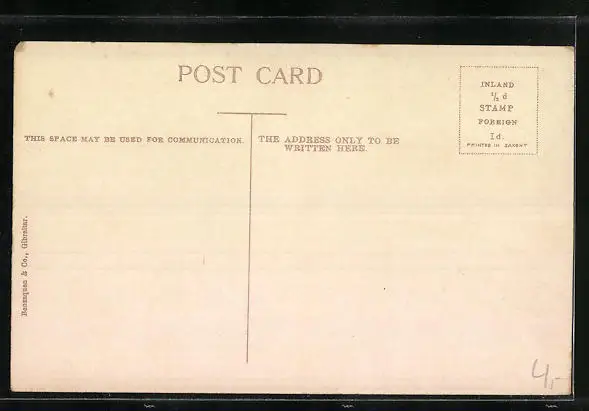 POST CARD
INLAND
½ d
STAMP
FOREIGN
1d.
PRINTED IN SAXONY
THIS SPACE MAY BE USED FOR COMMUNICATION.
THE ADDRESS ONLY TO BE
WRITTEN HERE.
Benzaquen & Co., Gibraltar.
4,-